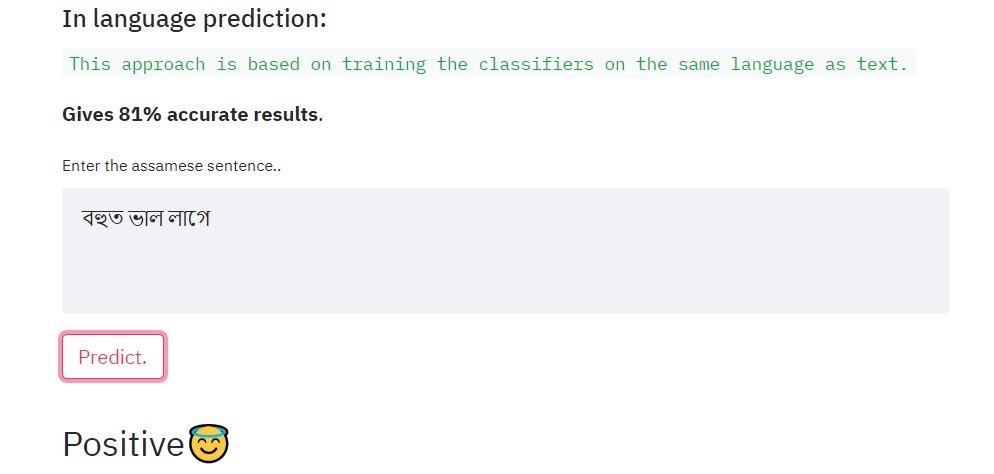 In language prediction:
This approach is based on training the classifiers on the same language as text.
Gives 81% accurate results.
Enter the assamese sentence..
বহুত ভাল লাগে
Predict.
Positive😇